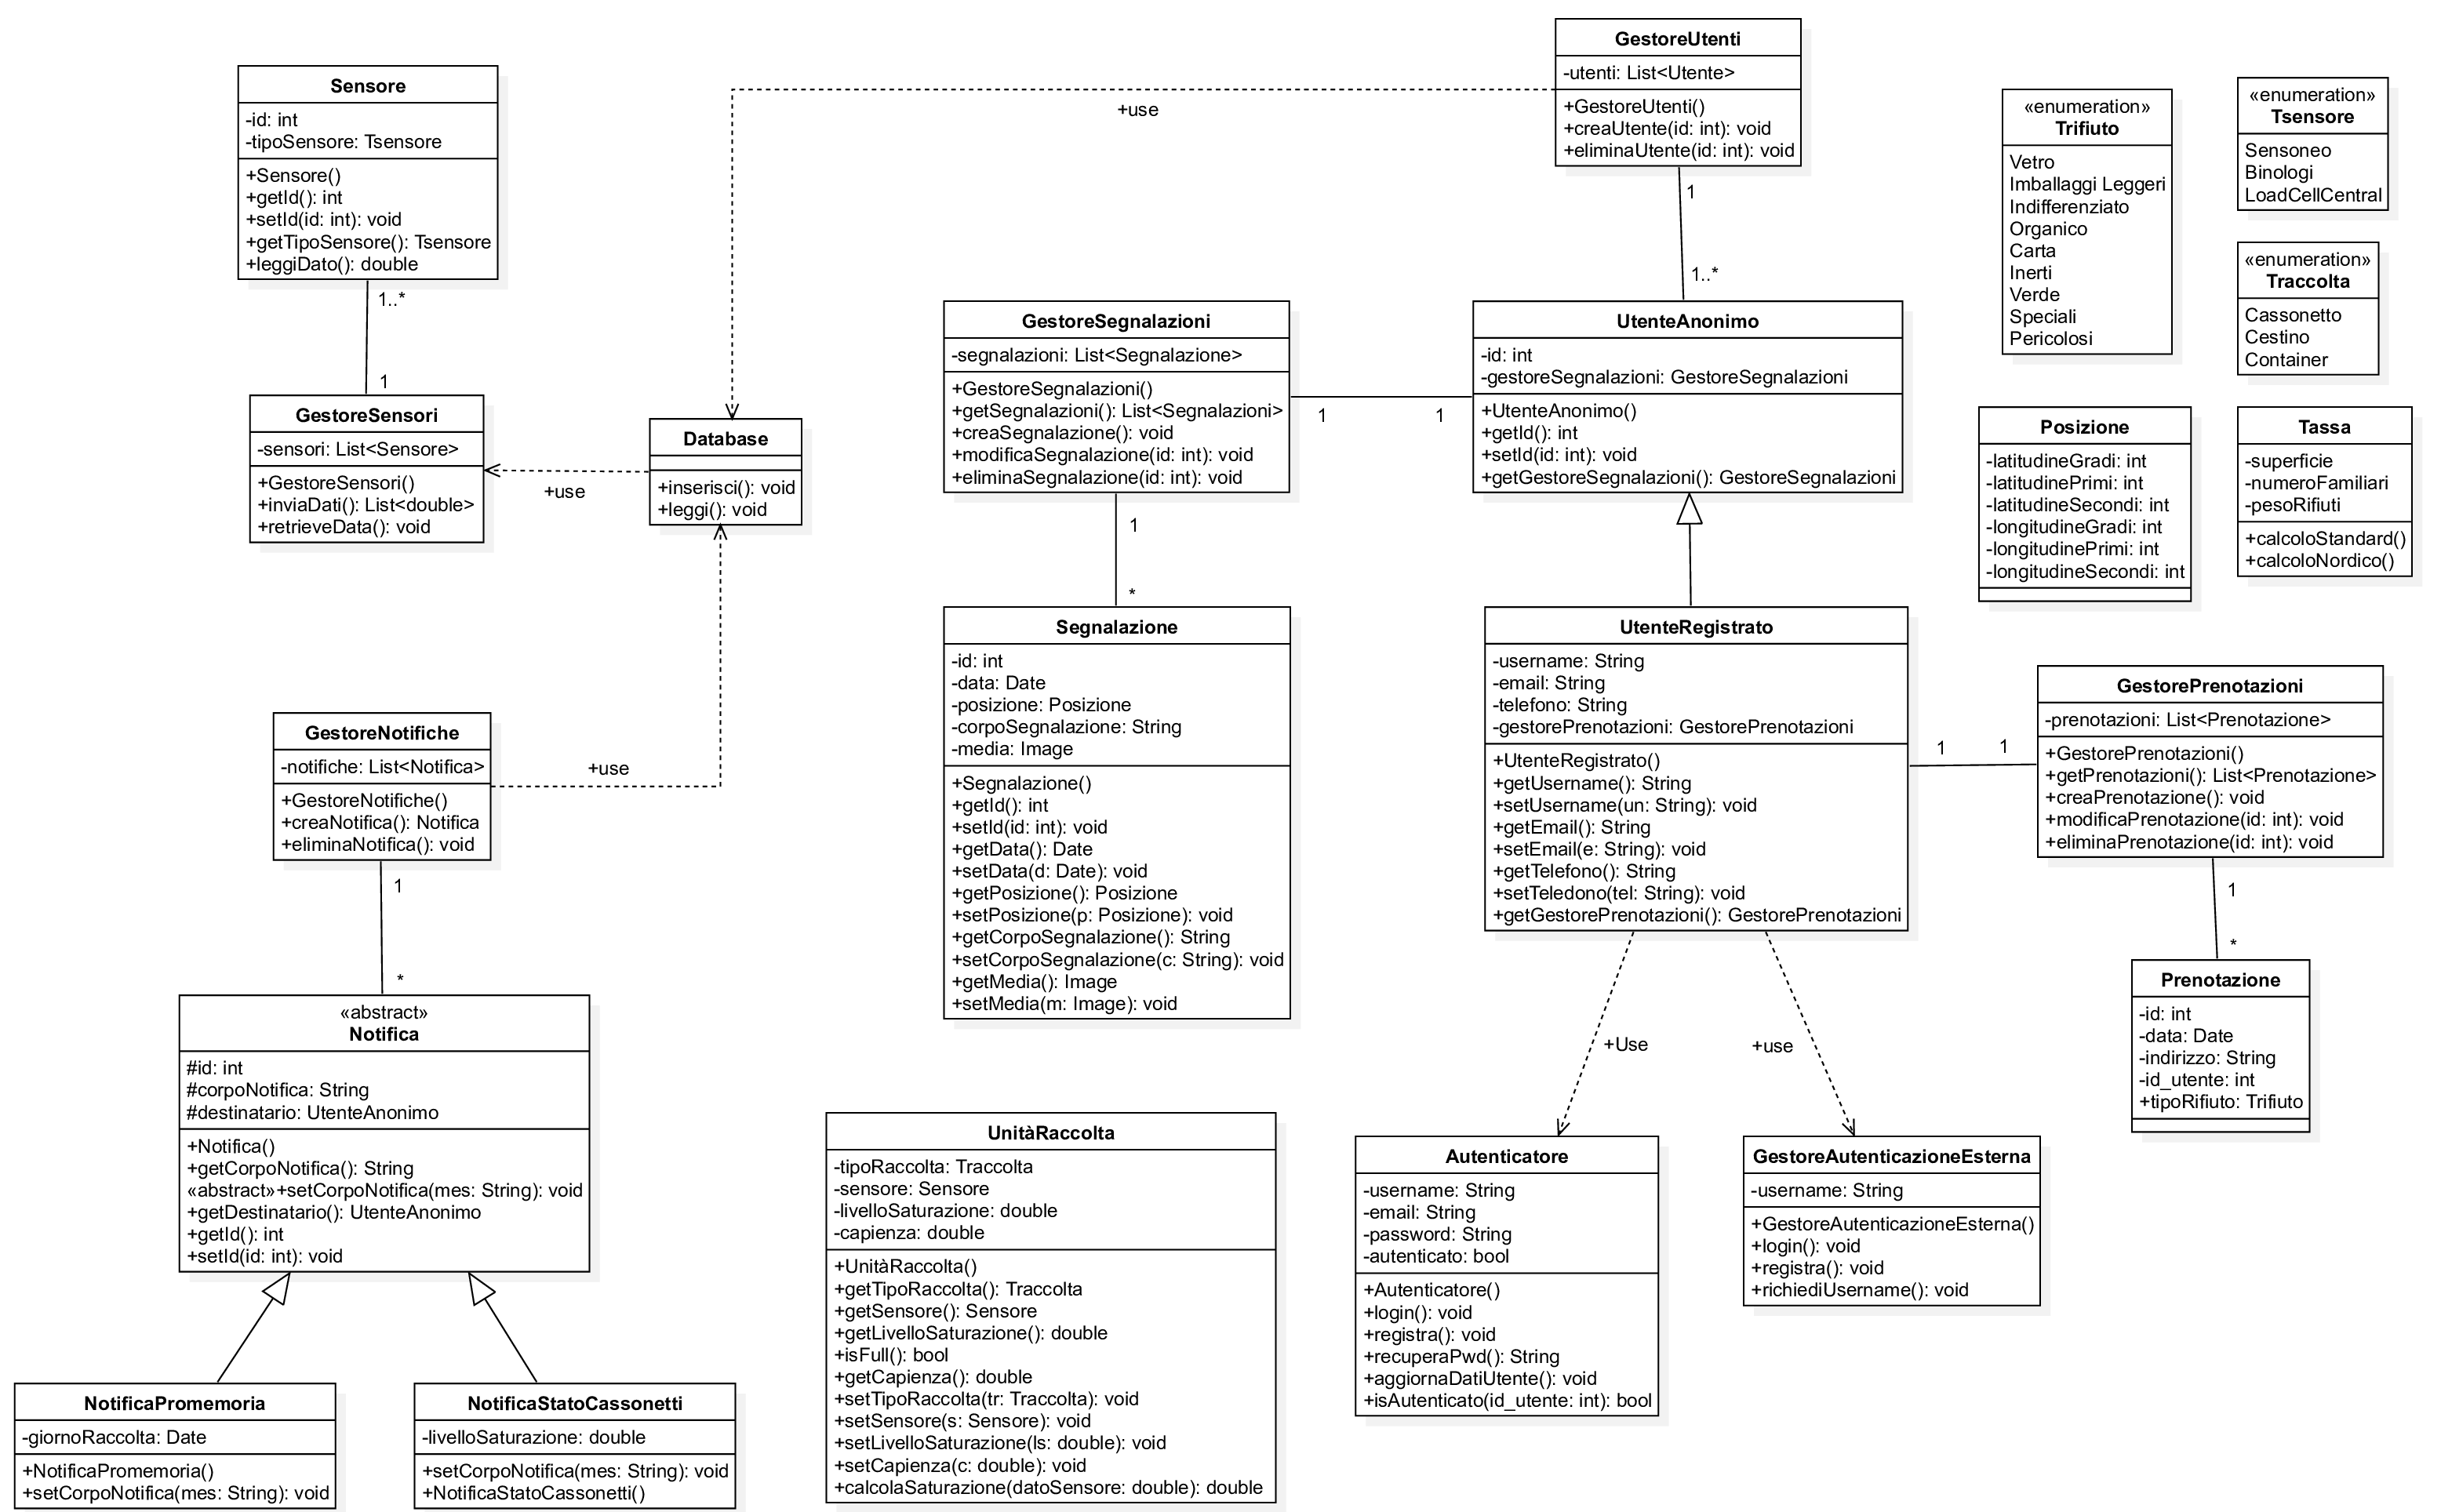 Sensore
-id: int
-tipoSensore: Tsensore
+Sensore()
+getId(): int
+setId(id: int): void
+getTipoSensore(): Tsensore
+leggiDato(): double
1..*
1
GestoreSensori
-sensori: List<Sensore>
+GestoreSensori()
+inviaDati(): List<double>
+retrieveData(): void
+use
Database
+inserisci(): void
+leggi(): void
+use
GestoreUtenti
-utenti: List<Utente>
+GestoreUtenti()
+creaUtente(id: int): void
+eliminaUtente(id: int): void
1
1..*
«enumeration»
Trifiuto
Vetro
Imballaggi Leggeri
Indifferenziato
Organico
Carta
Inerti
Verde
Speciali
Pericolosi
«enumeration»
Tsensore
Sensoneo
Binologi
LoadCellCentral
«enumeration»
Traccolta
Cassonetto
Cestino
Container
GestoreSegnalazioni
-segnalazioni: List<Segnalazione>
+GestoreSegnalazioni()
+getSegnalazioni(): List<Segnalazioni>
+creaSegnalazione(): void
+modificaSegnalazione(id: int): void
+eliminaSegnalazione(id: int): void
1
1
UtenteAnonimo
-id: int
-gestoreSegnalazioni: GestoreSegnalazioni
+UtenteAnonimo()
+getId(): int
+setId(id: int): void
+getGestoreSegnalazioni(): GestoreSegnalazioni
Posizione
-latitudineGradi: int
-latitudinePrimi: int
-latitudineSecondi: int
-longitudineGradi: int
-longitudinePrimi: int
-longitudineSecondi: int
Tassa
-superficie
-numeroFamiliari
-pesoRifiuti
+calcoloStandard()
+calcoloNordico()
1
*
Segnalazione
-id: int
-data: Date
-posizione: Posizione
-corpoSegnalazione: String
-media: Image
+Segnalazione()
+getId(): int
+setId(id: int): void
+getData(): Date
+setData(d: Date): void
+getPosizione(): Posizione
+setPosizione(p: Posizione): void
+getCorpoSegnalazione(): String
+setCorpoSegnalazione(c: String): void
+getMedia(): Image
+setMedia(m: Image): void
UtenteRegistrato
-username: String
-email: String
-telefono: String
-gestorePrenotazioni: GestorePrenotazioni
+UtenteRegistrato()
+getUsername(): String
+setUsername(un: String): void
+getEmail(): String
+setEmail(e: String): void
+getTelefono(): String
+setTeledono(tel: String): void
+getGestorePrenotazioni(): GestorePrenotazioni
1
1
GestorePrenotazioni
-prenotazioni: List<Prenotazione>
+GestorePrenotazioni()
+getPrenotazioni(): List<Prenotazione>
+creaPrenotazione(): void
+modificaPrenotazione(id: int): void
+eliminaPrenotazione(id: int): void
1
*
Prenotazione
-id: int
-data: Date
-indirizzo: String
-id_utente: int
+tipoRifiuto: Trifiuto
GestoreNotifiche
-notifiche: List<Notifica>
+GestoreNotifiche()
+creaNotifica(): Notifica
+eliminaNotifica(): void
+use
1
*
«abstract»
Notifica
#id: int
#corpoNotifica: String
#destinatario: UtenteAnonimo
+Notifica()
+getCorpoNotifica(): String
«abstract»+setCorpoNotifica(mes: String): void
+getDestinatario(): UtenteAnonimo
+getId(): int
+setId(id: int): void
NotificaPromemoria
-giornoRaccolta: Date
+NotificaPromemoria()
+setCorpoNotifica(mes: String): void
NotificaStatoCassonetti
-livelloSaturazione: double
+setCorpoNotifica(mes: String): void
+NotificaStatoCassonetti()
UnitàRaccolta
-tipoRaccolta: Traccolta
-sensore: Sensore
-livelloSaturazione: double
-capienza: double
+UnitàRaccolta()
+getTipoRaccolta(): Traccolta
+getSensore(): Sensore
+getLivelloSaturazione(): double
+isFull(): bool
+getCapienza(): double
+setTipoRaccolta(tr: Traccolta): void
+setSensore(s: Sensore): void
+setLivelloSaturazione(ls: double): void
+setCapienza(c: double): void
+calcolaSaturazione(datoSensore: double): double
+Use
+use
Autenticatore
-username: String
-email: String
-password: String
-autenticato: bool
+Autenticatore()
+login(): void
+registra(): void
+recuperaPwd(): String
+aggiornaDatiUtente(): void
+isAutenticato(id_utente: int): bool
GestoreAutenticazioneEsterna
-username: String
+GestoreAutenticazioneEsterna()
+login(): void
+registra(): void
+richiediUsername(): void